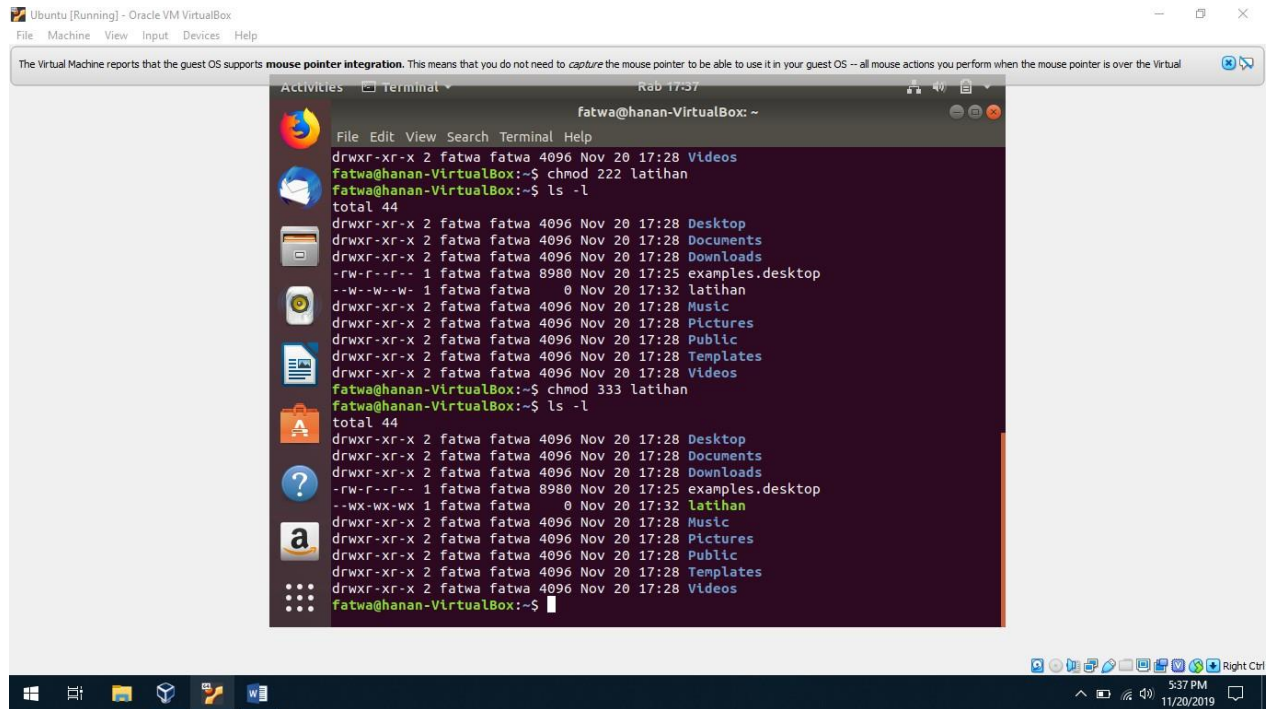 Ubuntu [Running] - Oracle VM VirtualBox
File Machine View Input Devices Help
The Virtual Machine reports that the guest OS supports mouse pointer integration. This means that you do not need to capture the mouse pointer to be able to use it in your guest OS -- all mouse actions you perform when the mouse pointer is over the Virtual
Activities Terminal Rab 17:37
fatwa@hanan-VirtualBox: ~
File Edit View Search Terminal Help
drwxr-xr-x 2 fatwa fatwa 4096 Nov 20 17:28 Videos
fatwa@hanan-VirtualBox:~$ chmod 222 latihan
fatwa@hanan-VirtualBox:~$ ls -l
total 44
drwxr-xr-x 2 fatwa fatwa 4096 Nov 20 17:28 Desktop
drwxr-xr-x 2 fatwa fatwa 4096 Nov 20 17:28 Documents
drwxr-xr-x 2 fatwa fatwa 4096 Nov 20 17:28 Downloads
-rw-r--r-- 1 fatwa fatwa 8980 Nov 20 17:25 examples.desktop
--w--w--w- 1 fatwa fatwa 0 Nov 20 17:32 latihan
drwxr-xr-x 2 fatwa fatwa 4096 Nov 20 17:28 Music
drwxr-xr-x 2 fatwa fatwa 4096 Nov 20 17:28 Pictures
drwxr-xr-x 2 fatwa fatwa 4096 Nov 20 17:28 Public
drwxr-xr-x 2 fatwa fatwa 4096 Nov 20 17:28 Templates
drwxr-xr-x 2 fatwa fatwa 4096 Nov 20 17:28 Videos
fatwa@hanan-VirtualBox:~$ chmod 333 latihan
fatwa@hanan-VirtualBox:~$ ls -l
total 44
drwxr-xr-x 2 fatwa fatwa 4096 Nov 20 17:28 Desktop
drwxr-xr-x 2 fatwa fatwa 4096 Nov 20 17:28 Documents
drwxr-xr-x 2 fatwa fatwa 4096 Nov 20 17:28 Downloads
-rw-r--r-- 1 fatwa fatwa 8980 Nov 20 17:25 examples.desktop
--wx-wx-wx 1 fatwa fatwa 0 Nov 20 17:32 latihan
drwxr-xr-x 2 fatwa fatwa 4096 Nov 20 17:28 Music
drwxr-xr-x 2 fatwa fatwa 4096 Nov 20 17:28 Pictures
drwxr-xr-x 2 fatwa fatwa 4096 Nov 20 17:28 Public
drwxr-xr-x 2 fatwa fatwa 4096 Nov 20 17:28 Templates
drwxr-xr-x 2 fatwa fatwa 4096 Nov 20 17:28 Videos
fatwa@hanan-VirtualBox:~$
Right Ctrl
5:37 PM
11/20/2019